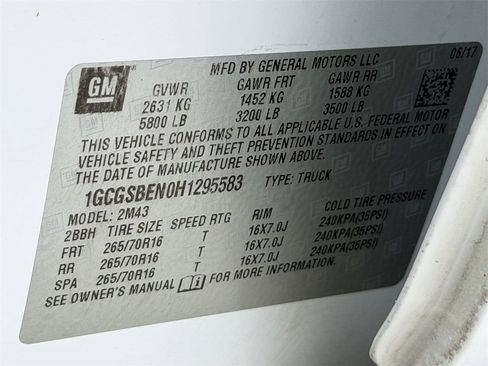 GM
MFD BY GENERAL MOTORS LLC
06/17
GVWR GAWR FRT GAWR RR
2631 KG 1452 KG 1588 KG
5800 LB 3200 LB 3500 LB
THIS VEHICLE CONFORMS TO ALL APPLICABLE U.S. FEDERAL MOTOR
VEHICLE SAFETY AND THEFT PREVENTION STANDARDS IN EFFECT ON
THE DATE OF MANUFACTURE SHOWN ABOVE.
1GCGSBEN0H1295583 TYPE: TRUCK
MODEL: 2M43
2BBH TIRE SIZE SPEED RTG RIM COLD TIRE PRESSURE
FRT 265/70R16 T 16X7.0J 240KPA(35PSI)
RR 265/70R16 T 16X7.0J 240KPA(35PSI)
SPA 265/70R16 T 16X7.0J 240KPA(35PSI)
SEE OWNER'S MANUAL FOR MORE INFORMATION.